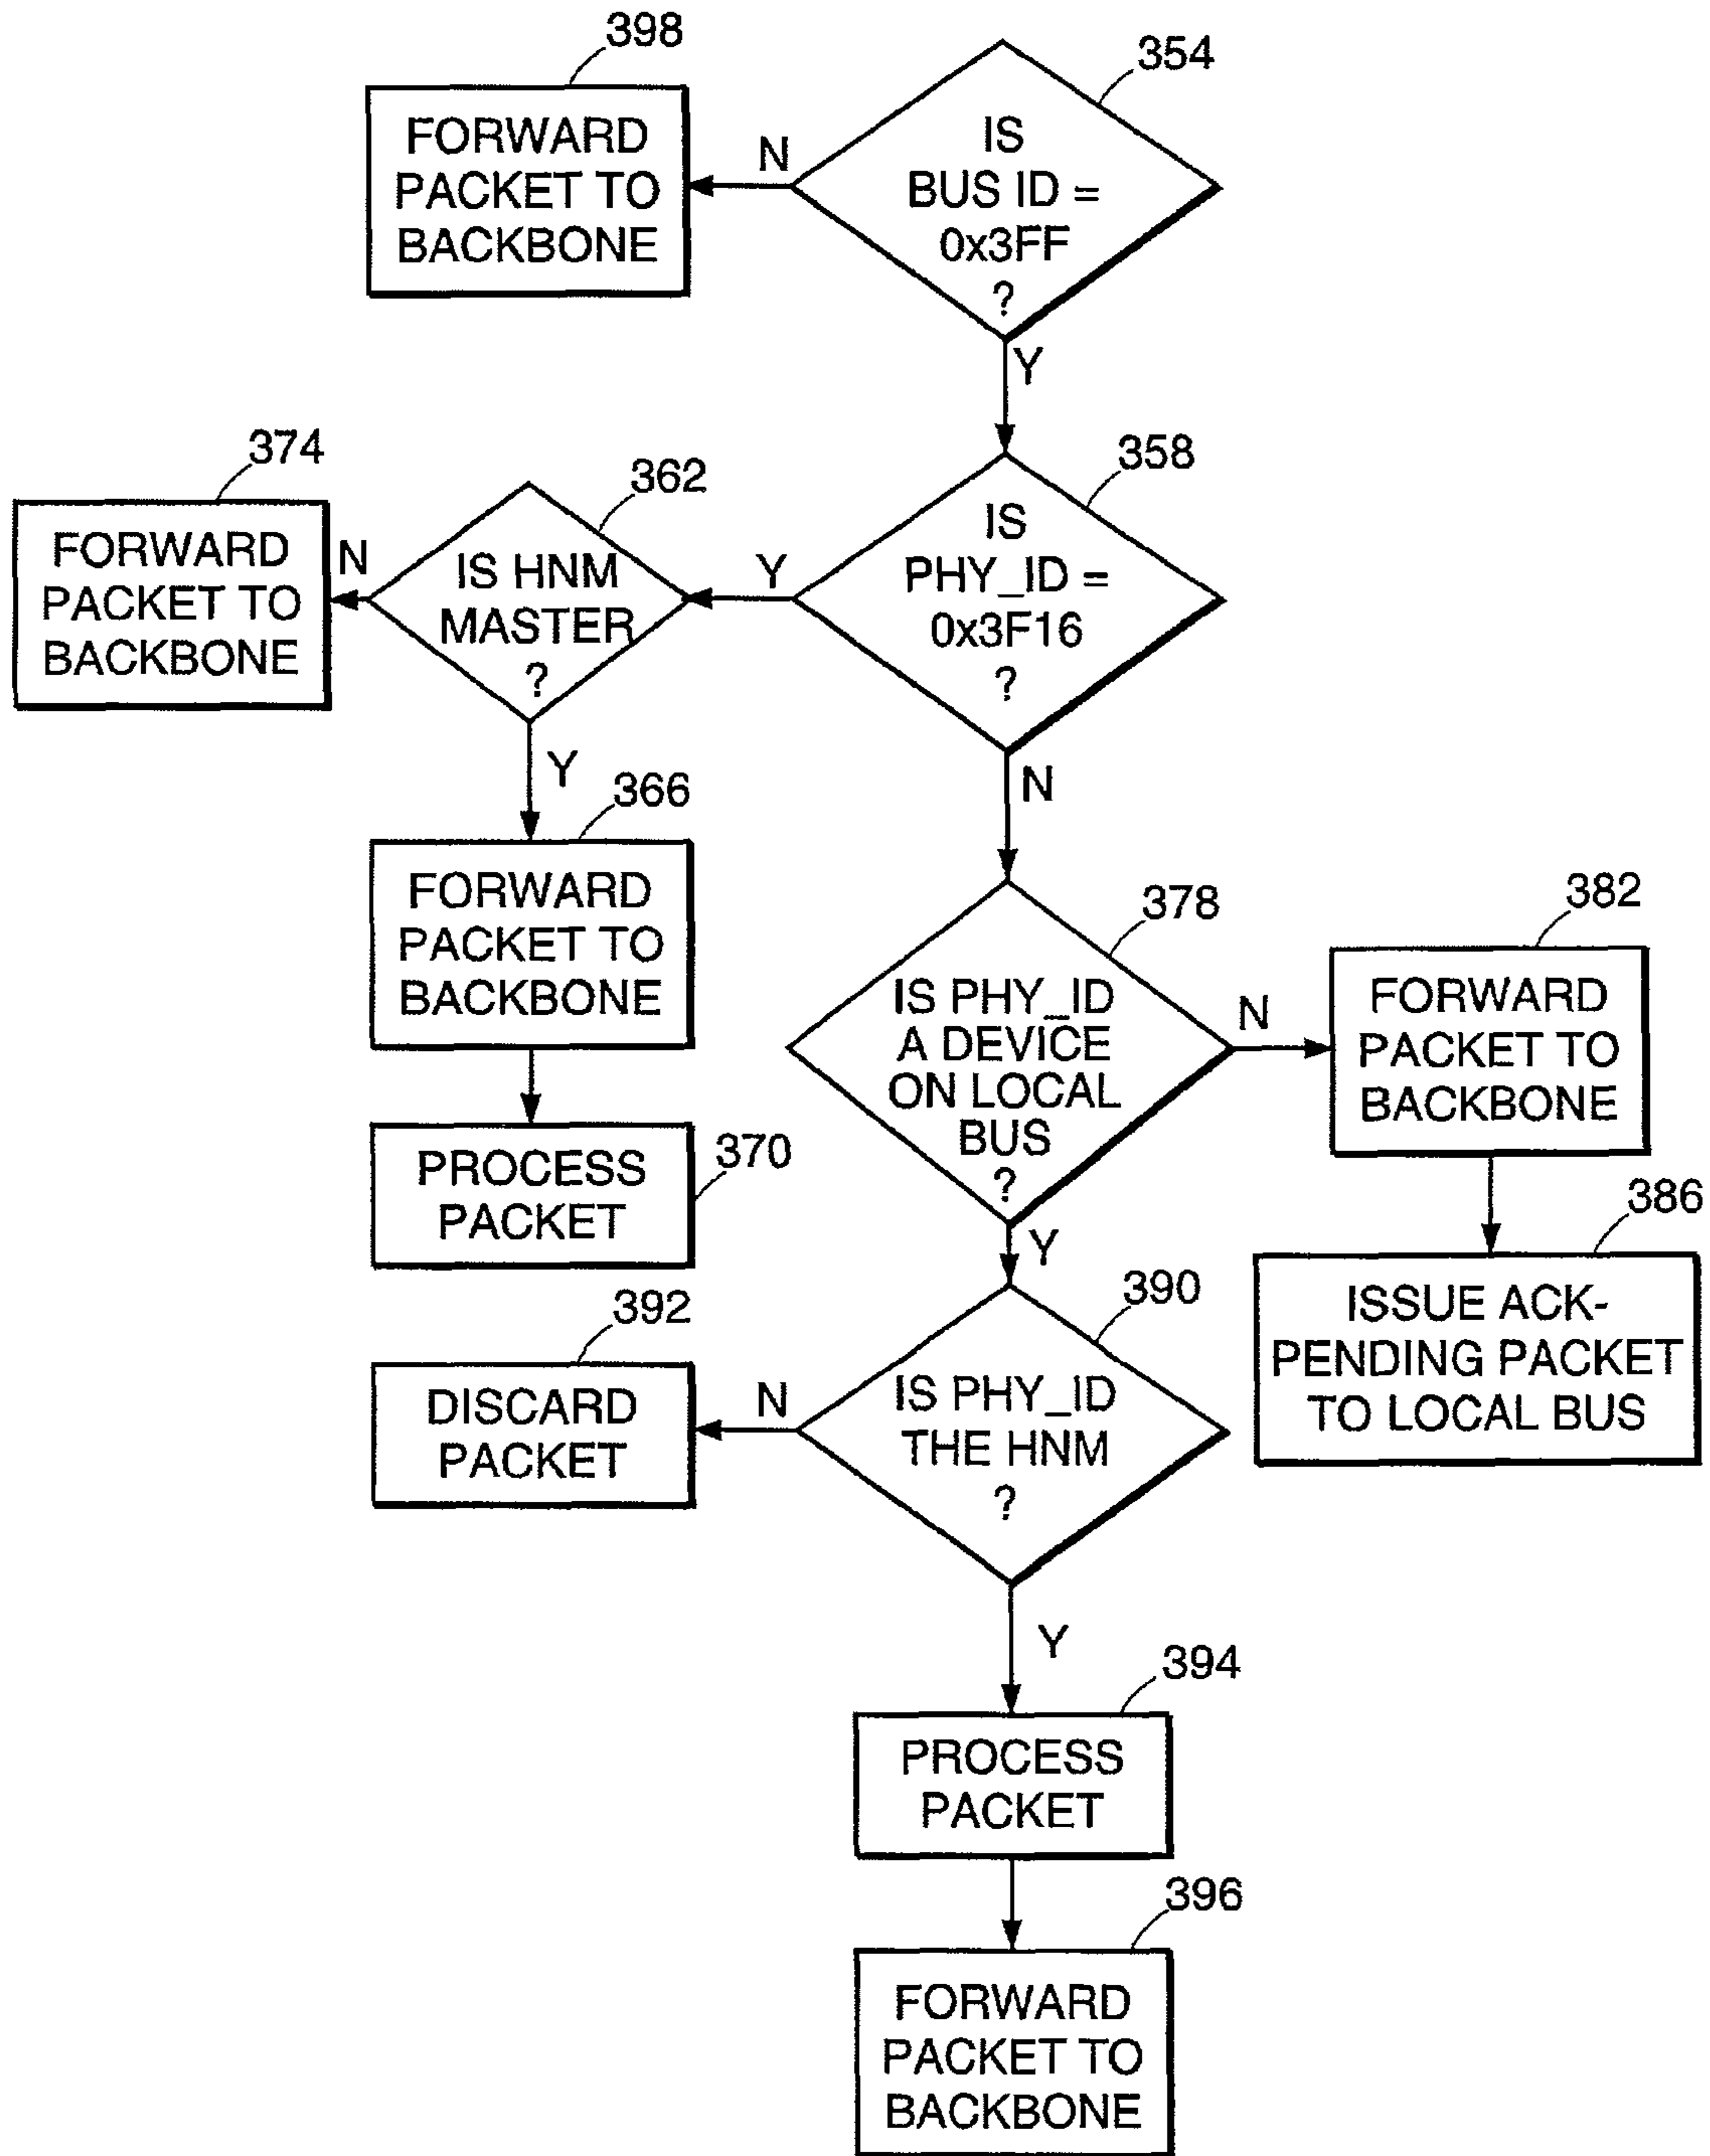 398
354
FORWARD
PACKET TO
BACKBONE
N
IS
BUS ID =
0x3FF
?
Y
374
362
358
FORWARD
PACKET TO
BACKBONE
N
IS HNM
MASTER
?
Y
IS
PHY_ID =
0x3F16
?
Y
366
N
FORWARD
PACKET TO
BACKBONE
378
382
IS PHY_ID
A DEVICE
ON LOCAL
BUS
?
N
FORWARD
PACKET TO
BACKBONE
PROCESS
PACKET
370
386
Y
ISSUE ACK-
PENDING PACKET
TO LOCAL BUS
392
390
DISCARD
PACKET
N
IS PHY_ID
THE HNM
?
Y
394
PROCESS
PACKET
396
FORWARD
PACKET TO
BACKBONE